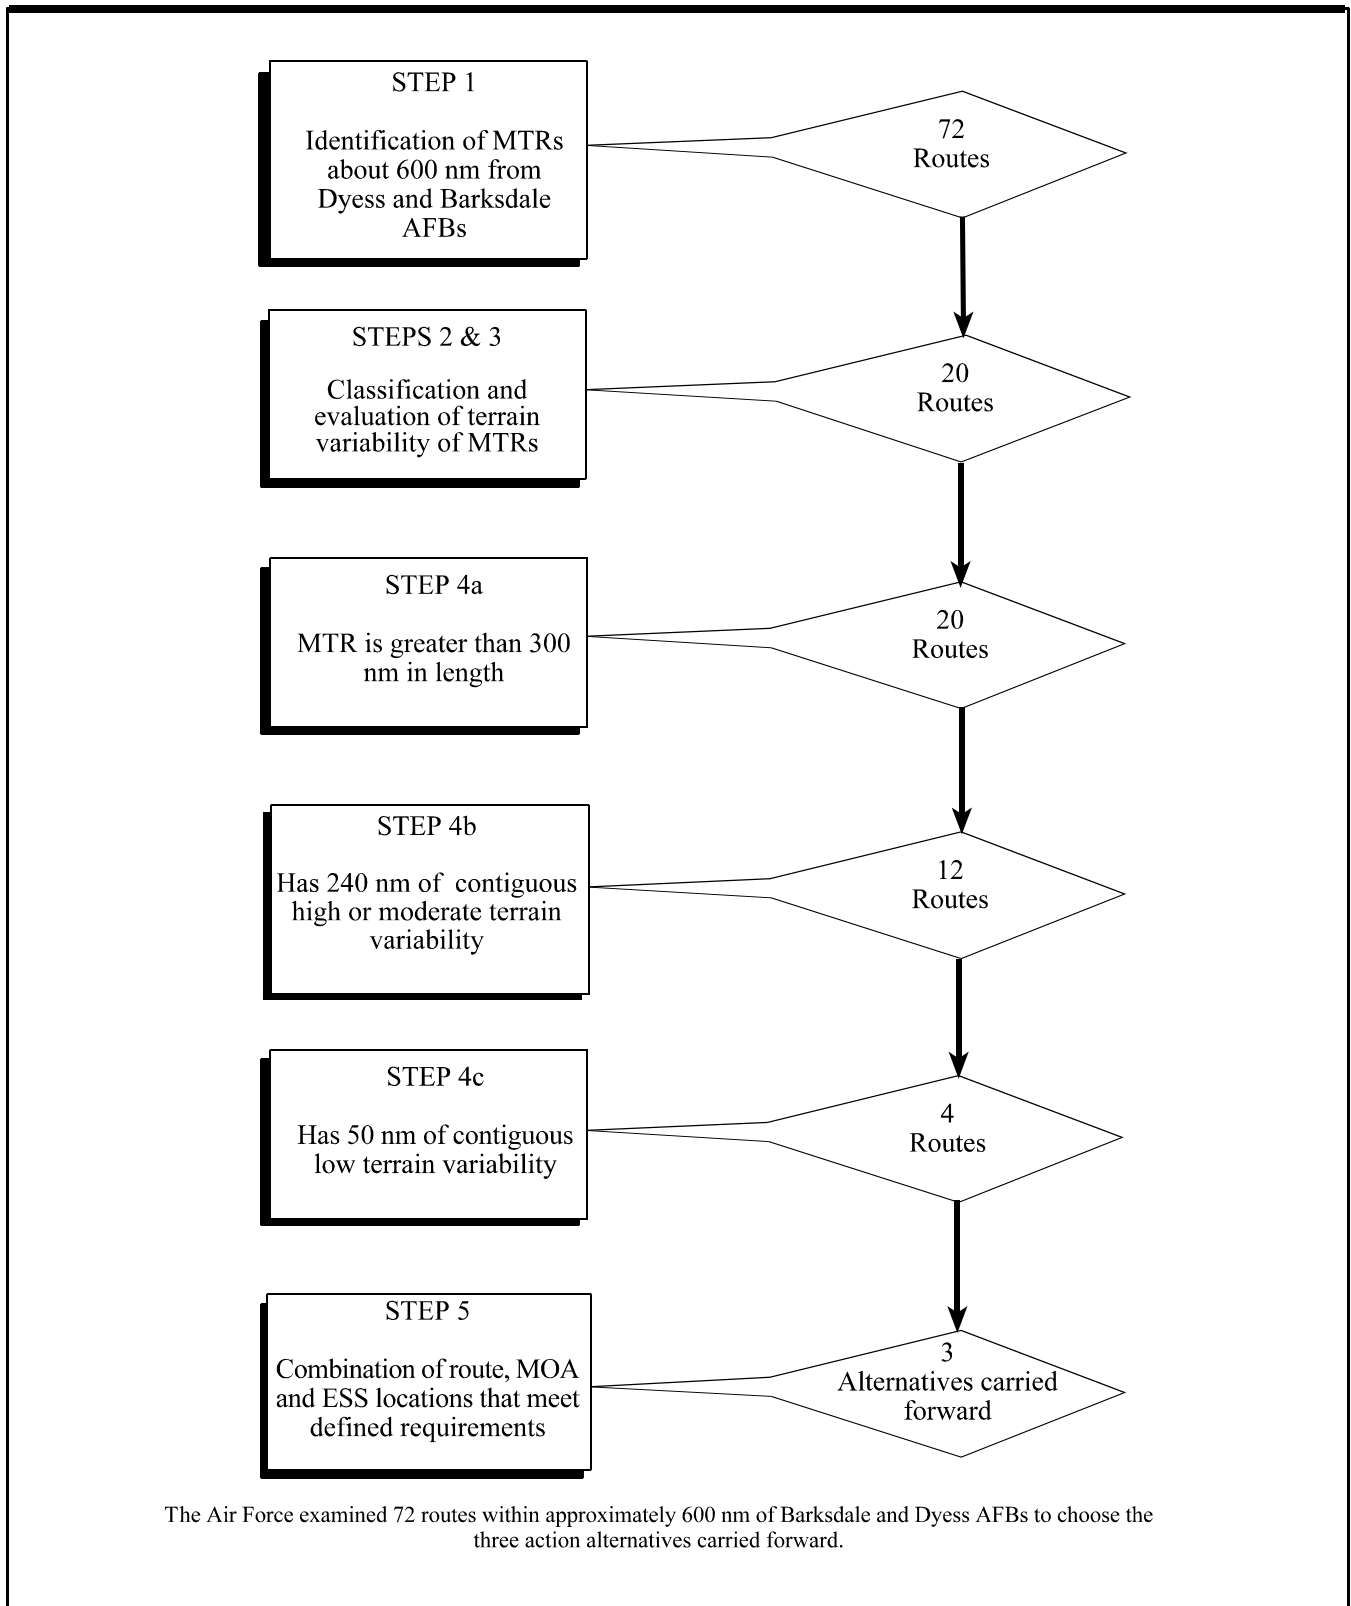 STEP 1
Identification of MTRs
about 600 nm from
Dyess and Barksdale
AFBs
72
Routes
STEPS 2 & 3
Classification and
evaluation of terrain
variability of MTRs
20
Routes
STEP 4a
MTR is greater than 300
nm in length
20
Routes
STEP 4b
Has 240 nm of contiguous
high or moderate terrain
variability
12
Routes
STEP 4c
Has 50 nm of contiguous
low terrain variability
4
Routes
STEP 5
Combination of route, MOA
and ESS locations that meet
defined requirements
3
Alternatives carried
forward
The Air Force examined 72 routes within approximately 600 nm of Barksdale and Dyess AFBs to choose the
three action alternatives carried forward.